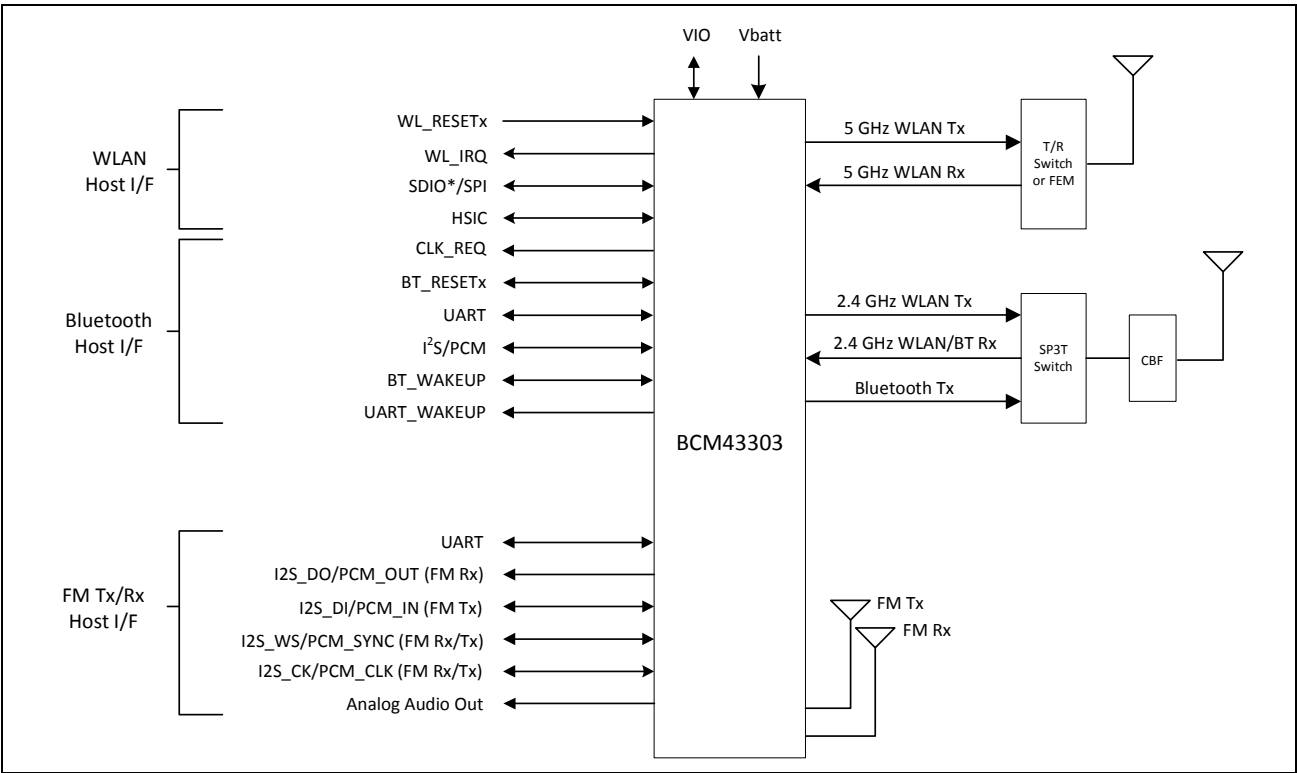 VIO Vbatt
WLAN
Host I/F
WL_RESETx
WL_IRQ
SDIO*/SPI
HSIC
Bluetooth
Host I/F
CLK_REQ
BT_RESETx
UART
I²S/PCM
BT_WAKEUP
UART_WAKEUP
FM Tx/Rx
Host I/F
UART
I2S_DO/PCM_OUT (FM Rx)
I2S_DI/PCM_IN (FM Tx)
I2S_WS/PCM_SYNC (FM Rx/Tx)
I2S_CK/PCM_CLK (FM Rx/Tx)
Analog Audio Out
BCM43303
5 GHz WLAN Tx
5 GHz WLAN Rx
T/R
Switch
or FEM
2.4 GHz WLAN Tx
2.4 GHz WLAN/BT Rx
Bluetooth Tx
SP3T
Switch
CBF
FM Tx
FM Rx